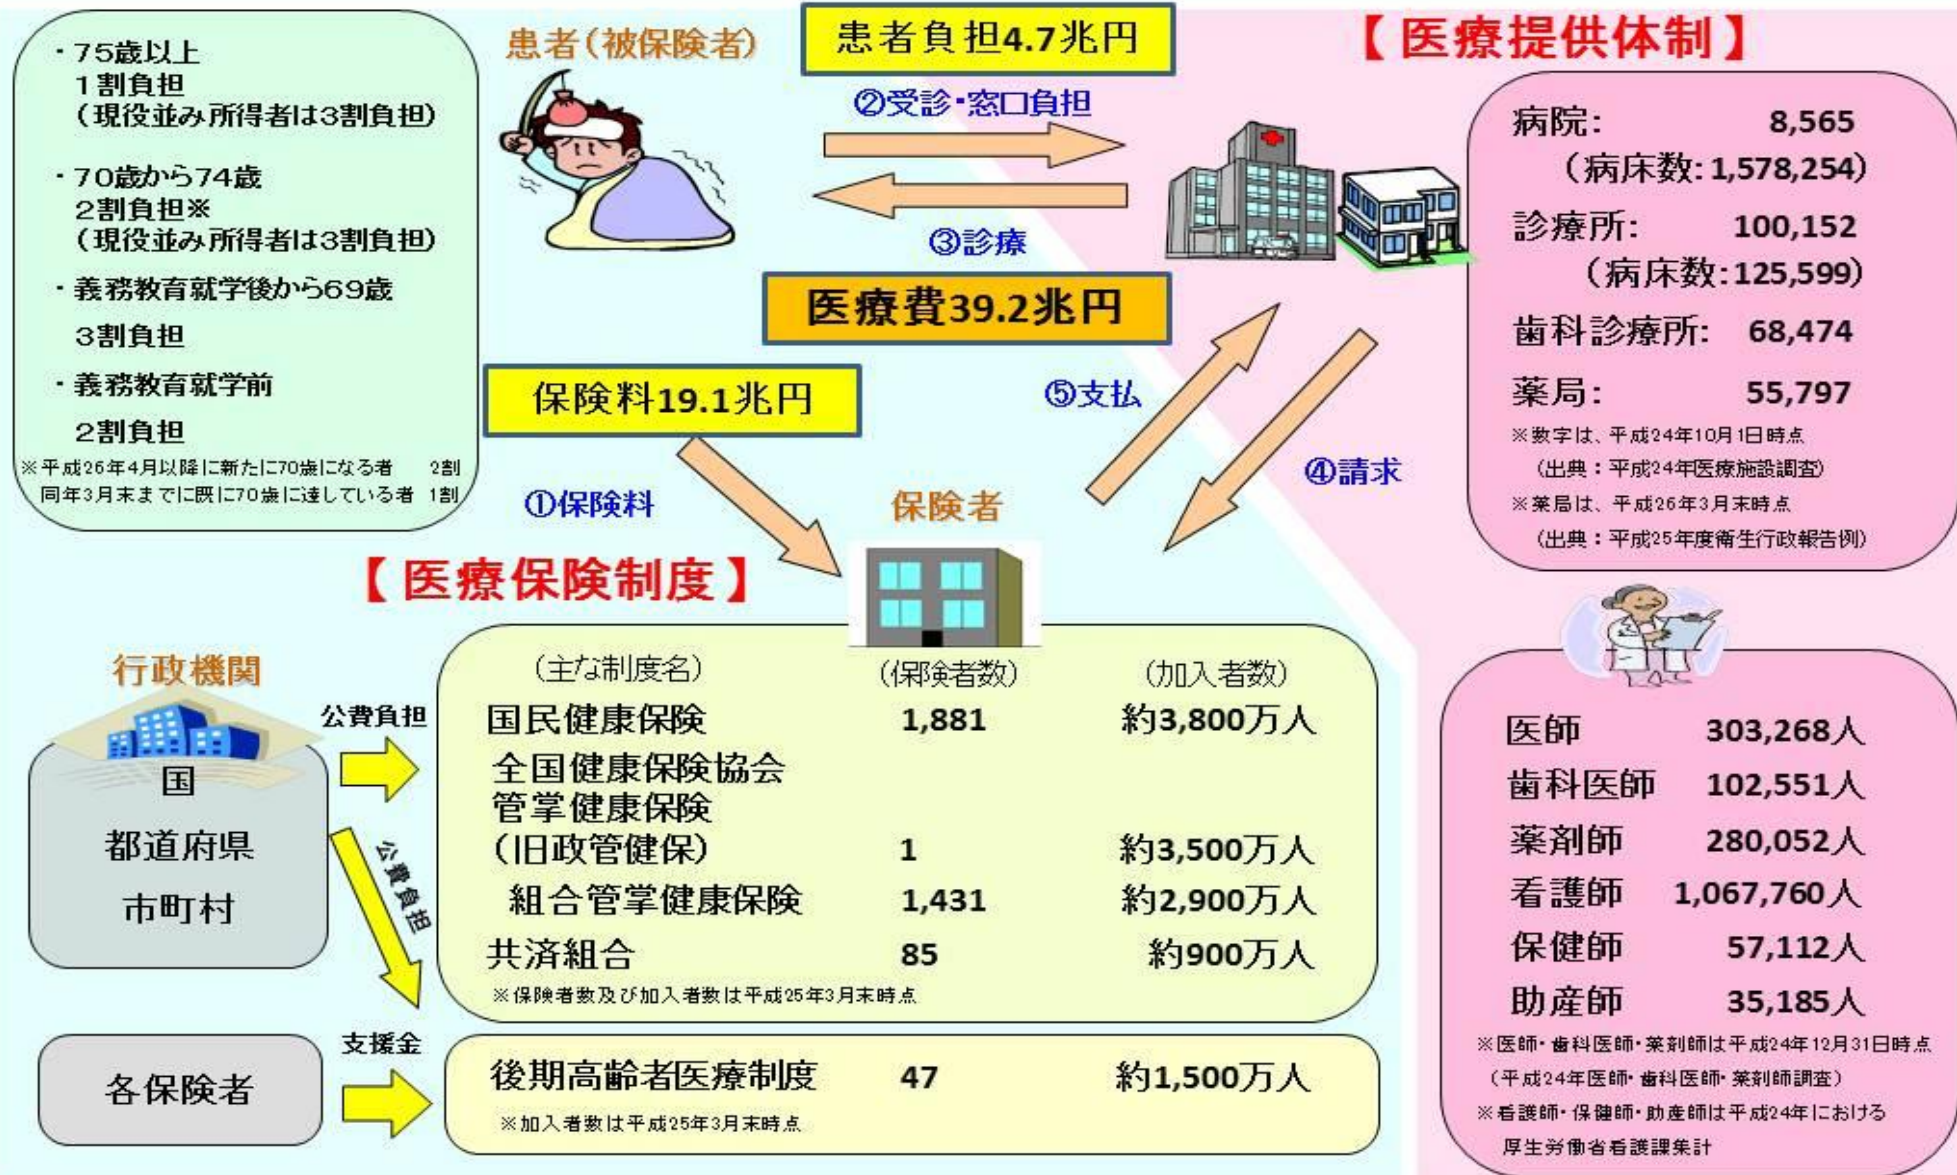 ・75歳以上
1割負担
（現役並み所得者は3割負担）
・70歳から74歳
2割負担※
（現役並み所得者は3割負担）
・義務教育就学後から69歳
3割負担
・義務教育就学前
2割負担
※平成26年4月以降に新たに70歳になる者　2割
同年3月末までに既に70歳に達している者　1割
患者（被保険者）
患者負担4.7兆円
②受診・窓口負担
③診療
医療費39.2兆円
保険料19.1兆円
①保険料
⑤支払
④請求
保険者
【医療提供体制】
病院：　8,565
（病床数：1,578,254）
診療所：　100,152
（病床数：125,599）
歯科診療所：　68,474
薬局：　55,797
※数字は、平成24年10月1日時点
（出典：平成24年医療施設調査）
※薬局は、平成26年3月末時点
（出典：平成25年度衛生行政報告例）
【医療保険制度】
行政機関
国
都道府県
市町村
公費負担
公費負担
（主な制度名）　（保険者数）　（加入者数）
国民健康保険　1,881　約3,800万人
全国健康保険協会
管掌健康保険
（旧政管健保）　1　約3,500万人
組合管掌健康保険　1,431　約2,900万人
共済組合　85　約900万人
※保険者数及び加入者数は平成25年3月末時点
各保険者
支援金
後期高齢者医療制度　47　約1,500万人
※加入者数は平成25年3月末時点
医師　303,268人
歯科医師　102,551人
薬剤師　280,052人
看護師　1,067,760人
保健師　57,112人
助産師　35,185人
※医師・歯科医師・薬剤師は平成24年12月31日時点
（平成24年医師・歯科医師・薬剤師調査）
※看護師・保健師・助産師は平成24年における
厚生労働省看護課集計